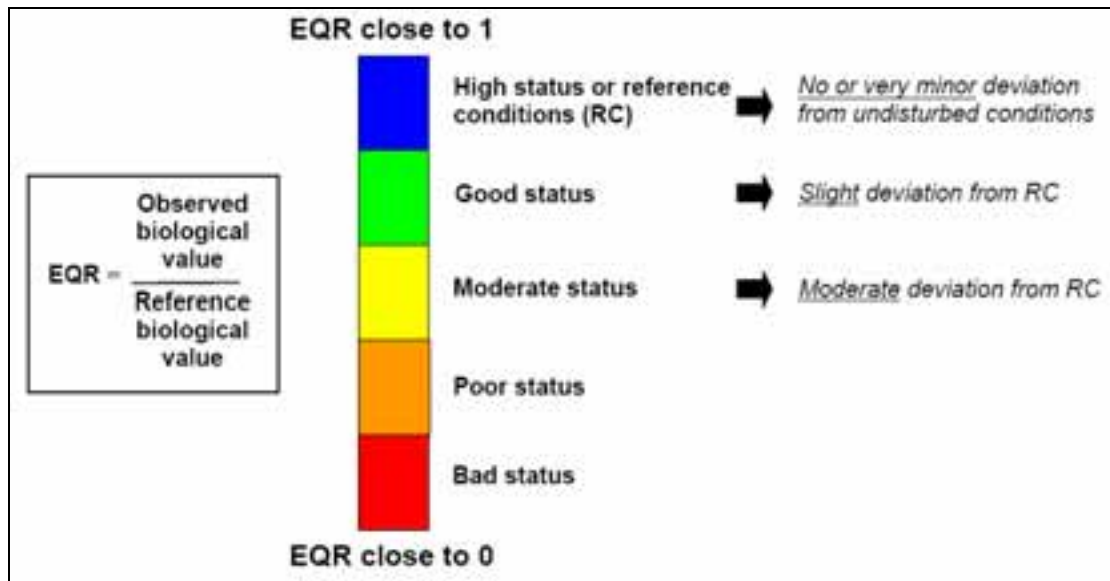 EQR close to 1
High status or reference
conditions (RC)
No or very minor deviation
from undisturbed conditions
Good status
Slight deviation from RC
Observed
biological
value
EQR =
Reference
biological
value
Moderate status
Moderate deviation from RC
Poor status
Bad status
EQR close to 0